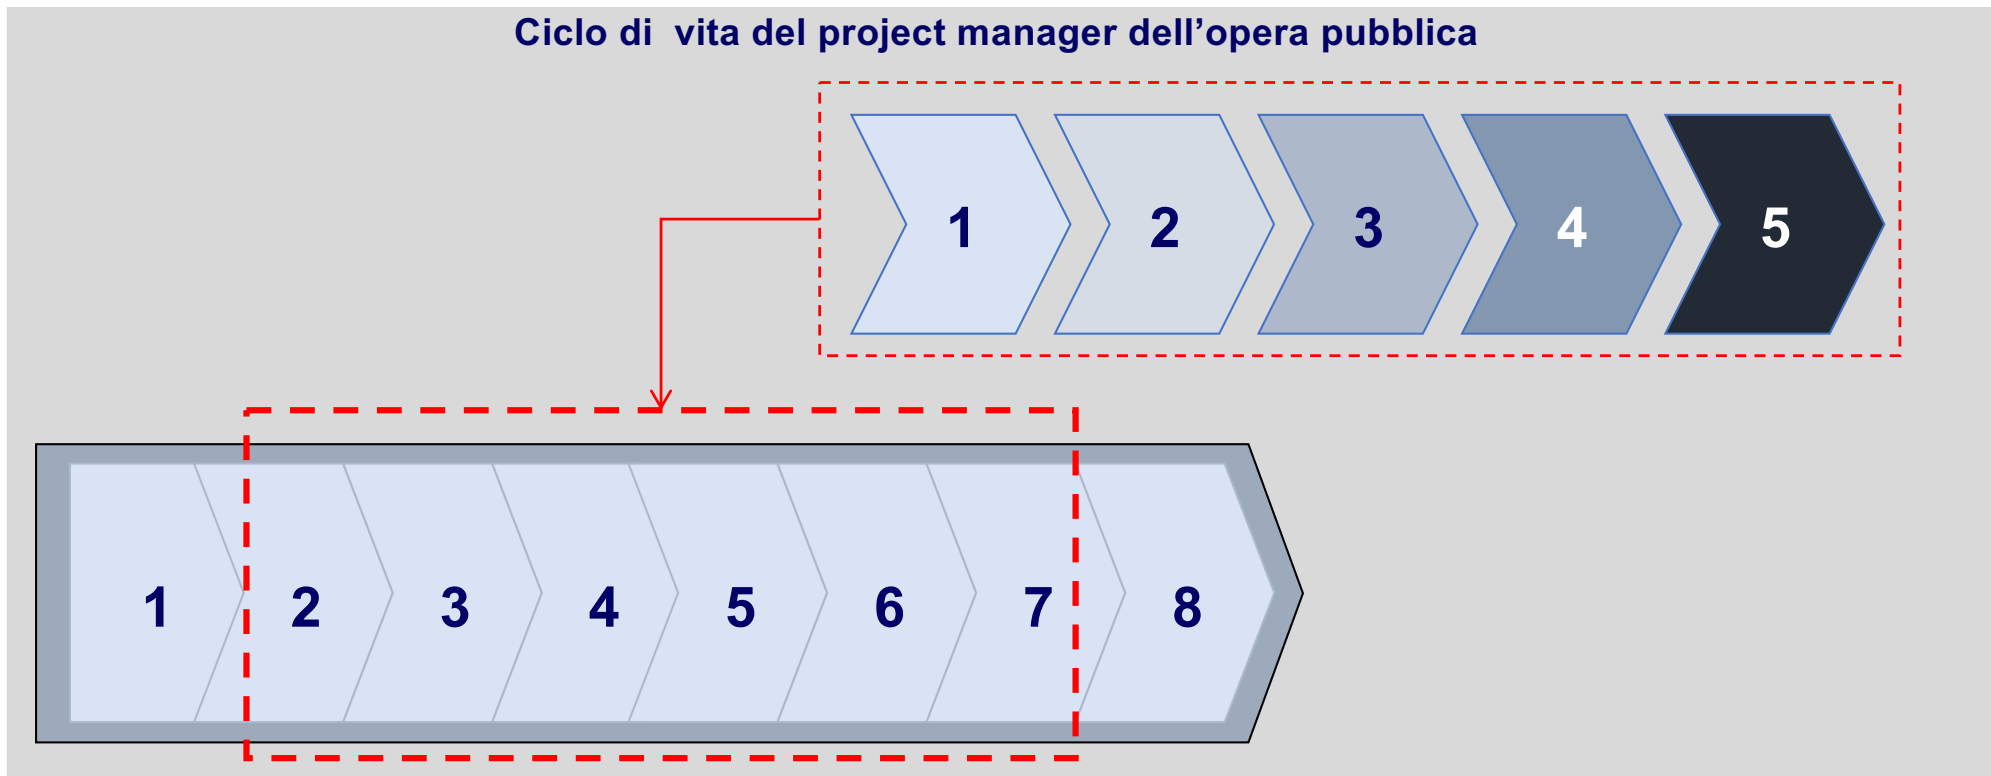 Ciclo di  vita del project manager dell’opera pubblica
1 2 3 4 5
1 2 3 4 5 6 7 8